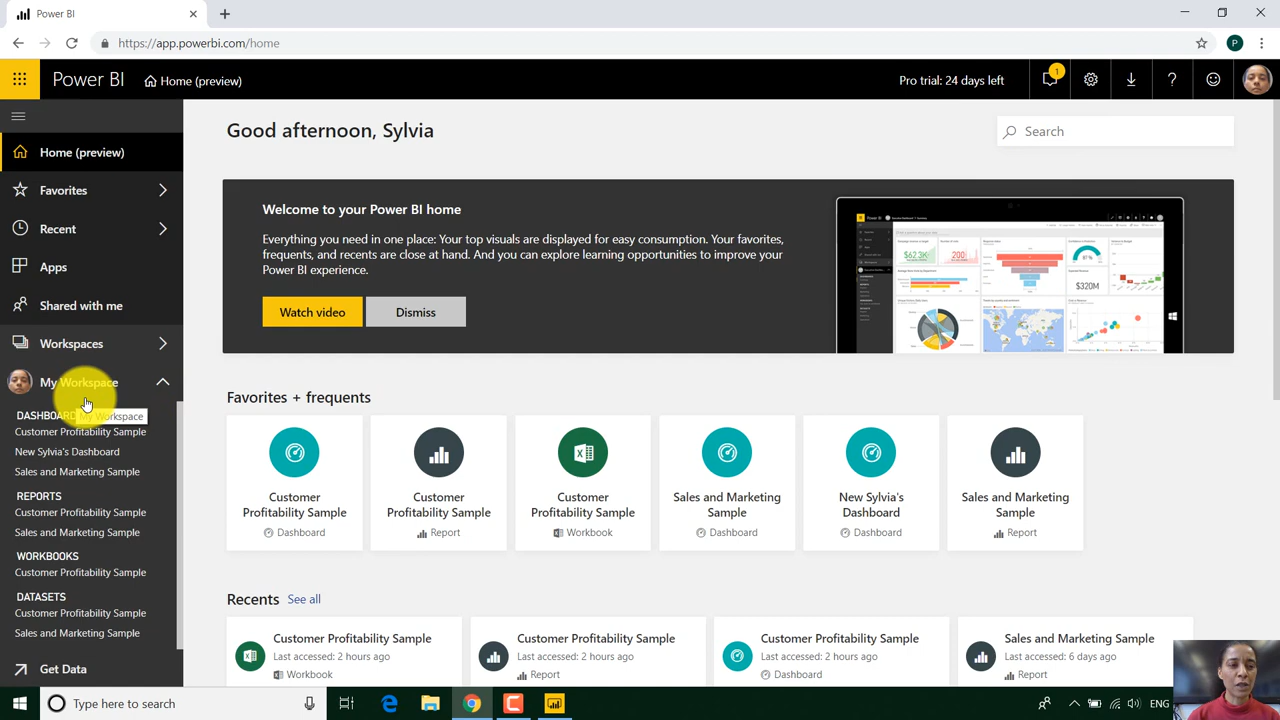 Power BI
https://app.powerbi.com/home
Power BI
Home (preview)
Pro trial: 24 days left
1
Home (preview)
Favorites
Recent
Apps
Shared with me
Workspaces
My Workspace
My Workspace
Customer Profitability Sample
New Sylvia's Dashboard
Sales and Marketing Sample
REPORTS
Customer Profitability Sample
Sales and Marketing Sample
WORKBOOKS
Customer Profitability Sample
DATASETS
Customer Profitability Sample
Sales and Marketing Sample
Get Data
Good afternoon, Sylvia
Search
Welcome to your Power BI home
Everything you need in one place: Your top visuals are displayed for easy consumption. Your favorites,
frequents, and recents are close at hand. And you can explore learning opportunities to improve your
Power BI experience.
Watch video
Dismiss
$62.3K
200
$320M
Favorites + frequents
Customer
Profitability Sample
Dashboard
Customer
Profitability Sample
Report
Customer
Profitability Sample
Workbook
Sales and Marketing
Sample
Dashboard
New Sylvia's
Dashboard
Dashboard
Sales and Marketing
Sample
Report
Recents
See all
Customer Profitability Sample
Last accessed: 2 hours ago
Workbook
Customer Profitability Sample
Last accessed: 2 hours ago
Report
Customer Profitability Sample
Last accessed: 2 hours ago
Dashboard
Sales and Marketing Sample
Last accessed: 6 days ago
Report
Type here to search
ENG